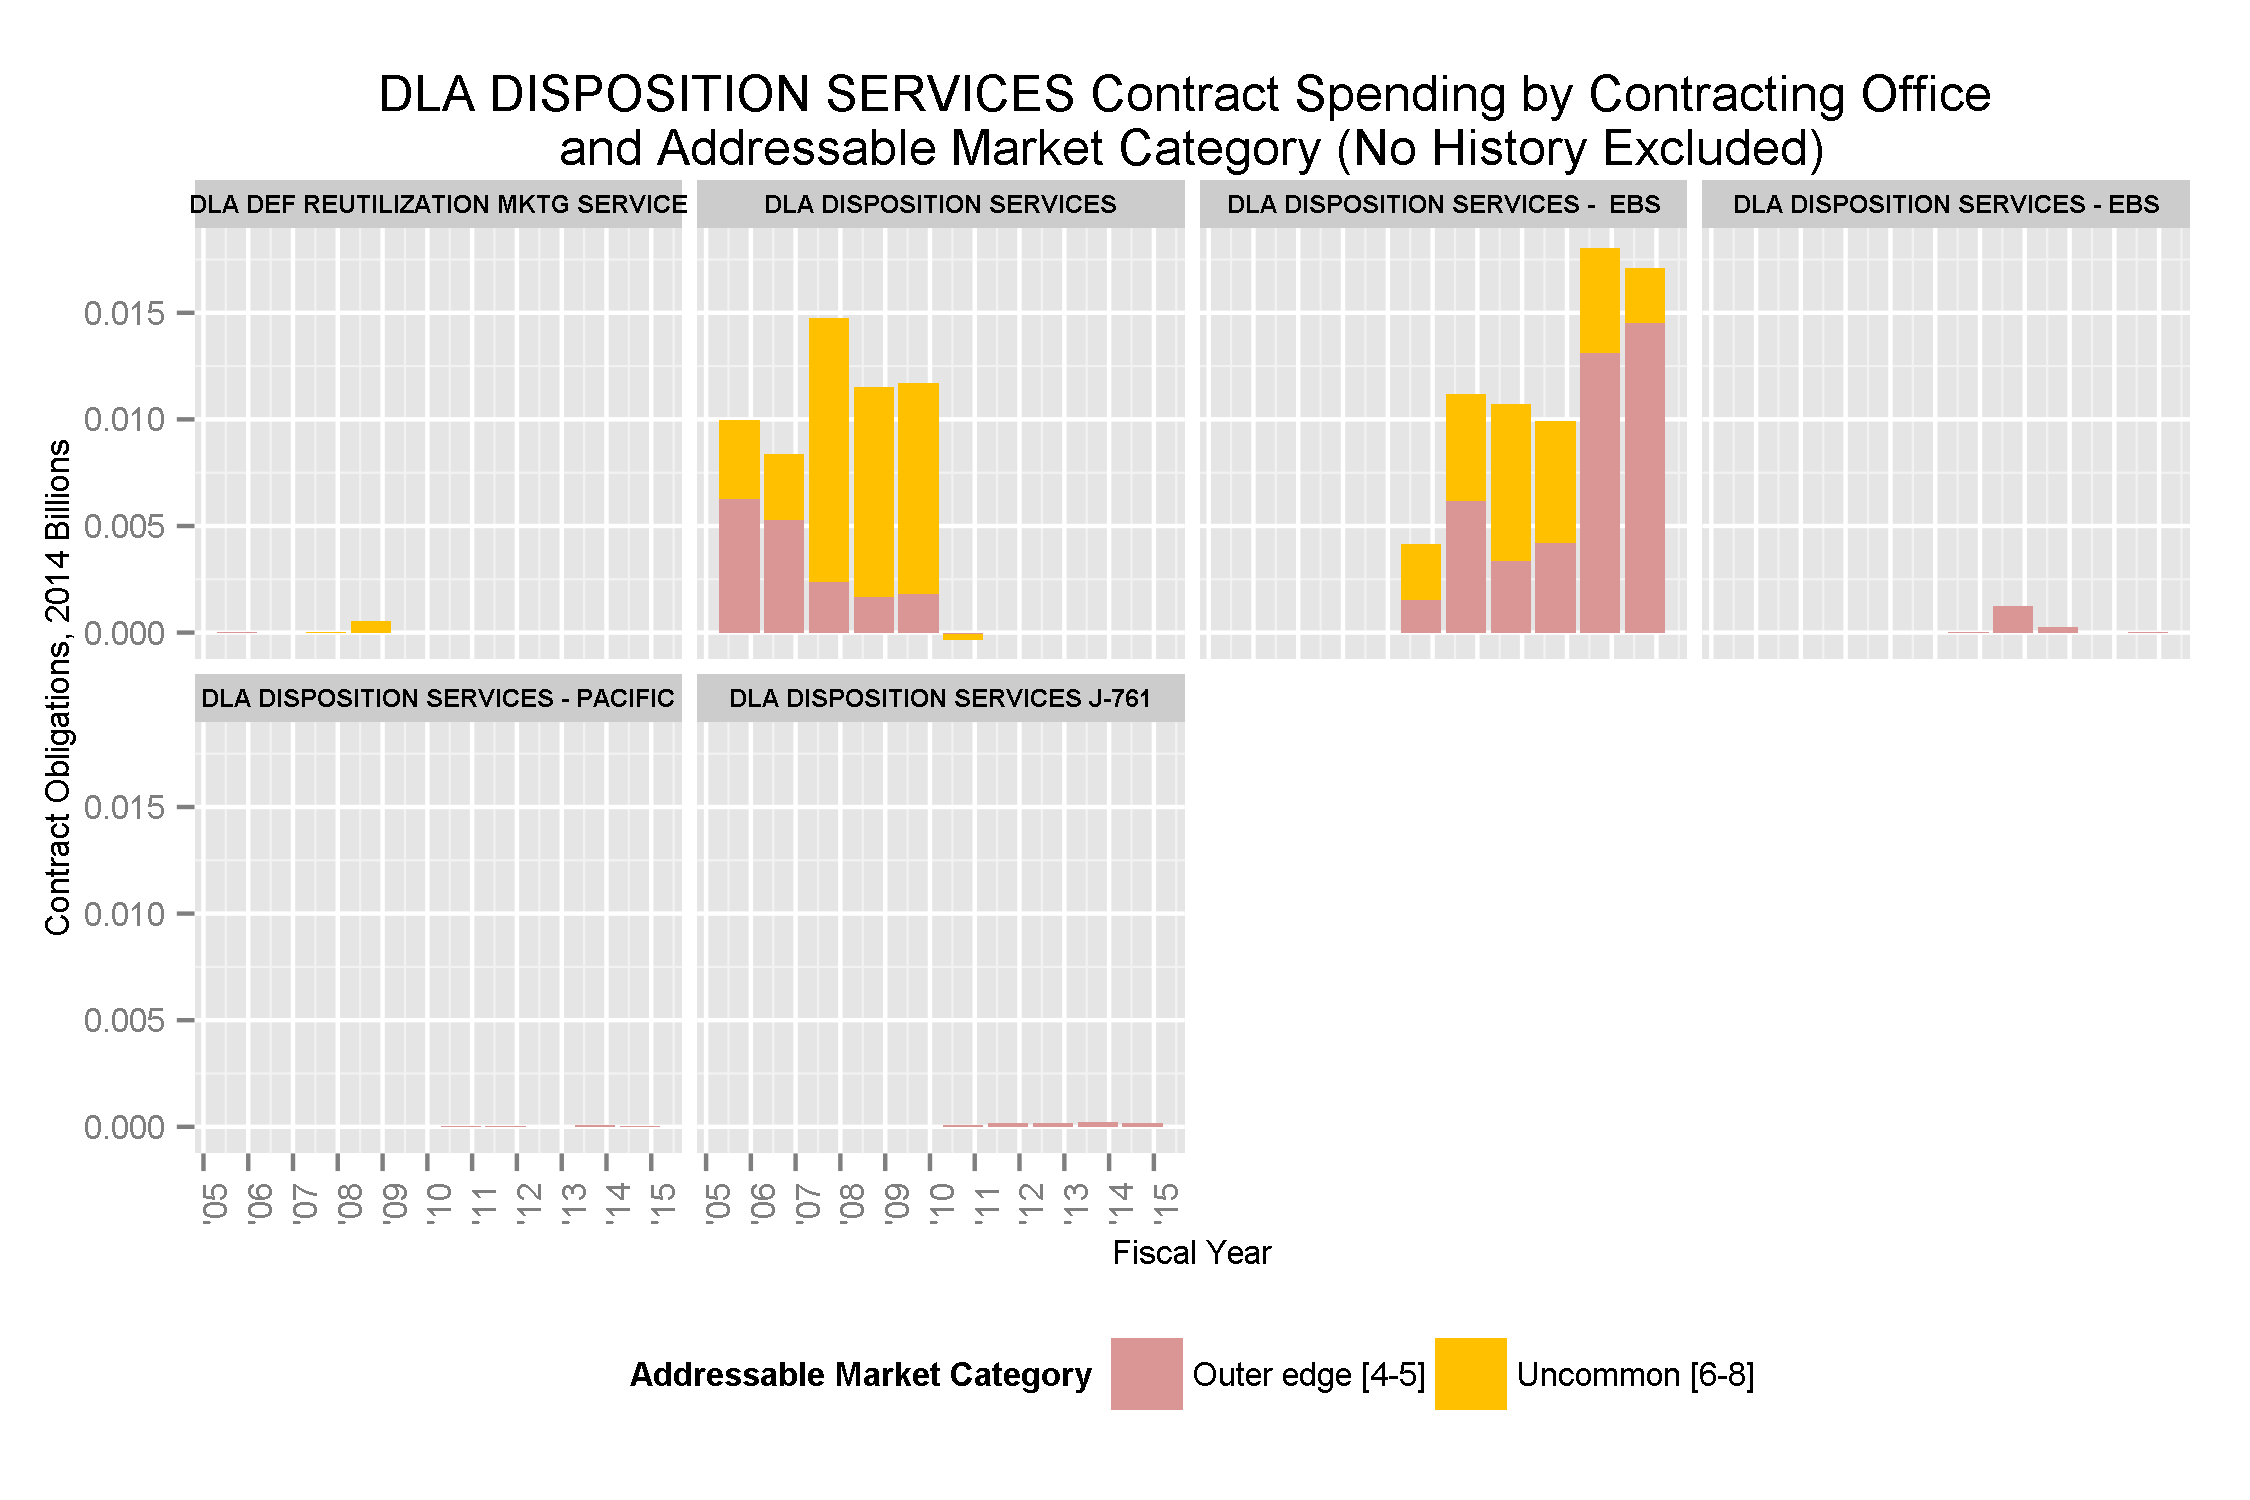 DLA DISPOSITION SERVICES Contract Spending by Contracting Office
and Addressable Market Category (No History Excluded)
DLA DEF REUTILIZATION MKTG SERVICE
DLA DISPOSITION SERVICES
DLA DISPOSITION SERVICES -  EBS
DLA DISPOSITION SERVICES - EBS
0.015
0.010
0.005
0.000
DLA DISPOSITION SERVICES - PACIFIC
DLA DISPOSITION SERVICES J-761
0.015
0.010
0.005
0.000
Contract Obligations, 2014 Billions
'05 '06 '07 '08 '09 '10 '11 '12 '13 '14 '15
'05 '06 '07 '08 '09 '10 '11 '12 '13 '14 '15
Fiscal Year
Addressable Market Category Outer edge [4-5] Uncommon [6-8]